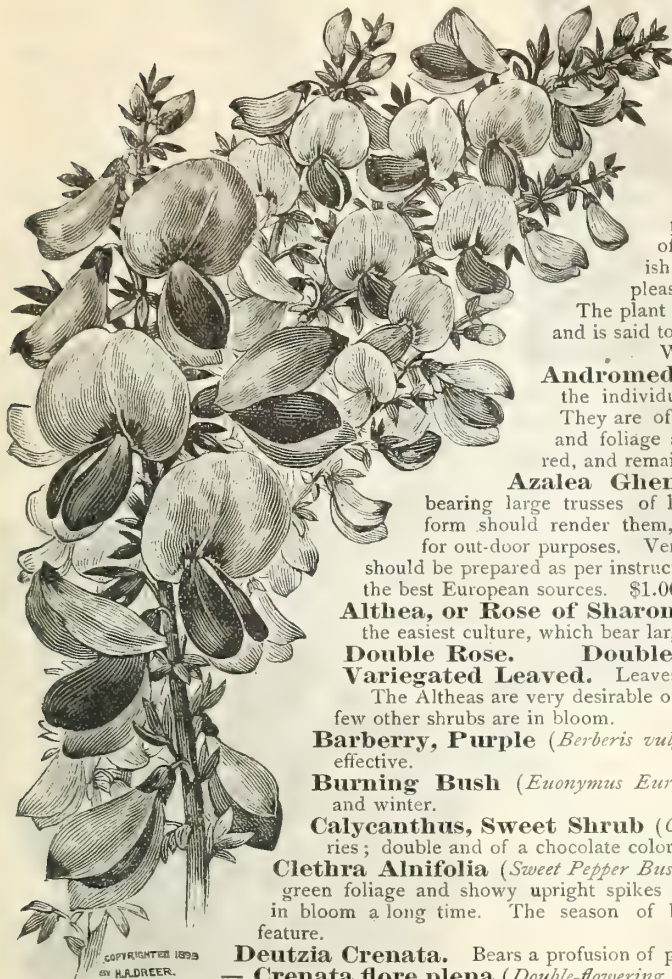 of
ish
pleas
The plant
and is said to
W
Andromed
the individu
They are of
and foliage
red, and remai
Azalea Ghen
bearing large trusses of
form should render them,
for out-door purposes. Ver
should be prepared as per instruc
the best European sources. $1.00
Althea, or Rose of Sharon
the easiest culture, which bear lar
Double Rose. Double
Variegated Leaved. Leaves
The Altheas are very desirable o
few other shrubs are in bloom.
Barberry, Purple (Berberis vul
effective.
Burning Bush (Euonymus Eur
and winter.
Calycanthus, Sweet Shrub (
ries; double and of a chocolate color
Clethra Alnifolia (Sweet Pepper Bus
green foliage and showy upright spikes
in bloom a long time. The season of
feature.
COPYRIGHTED 1899
BY H.A.DREER.
Deutzia Crenata. Bears a profusion of p
— Crenata flore plena (Double-flowering